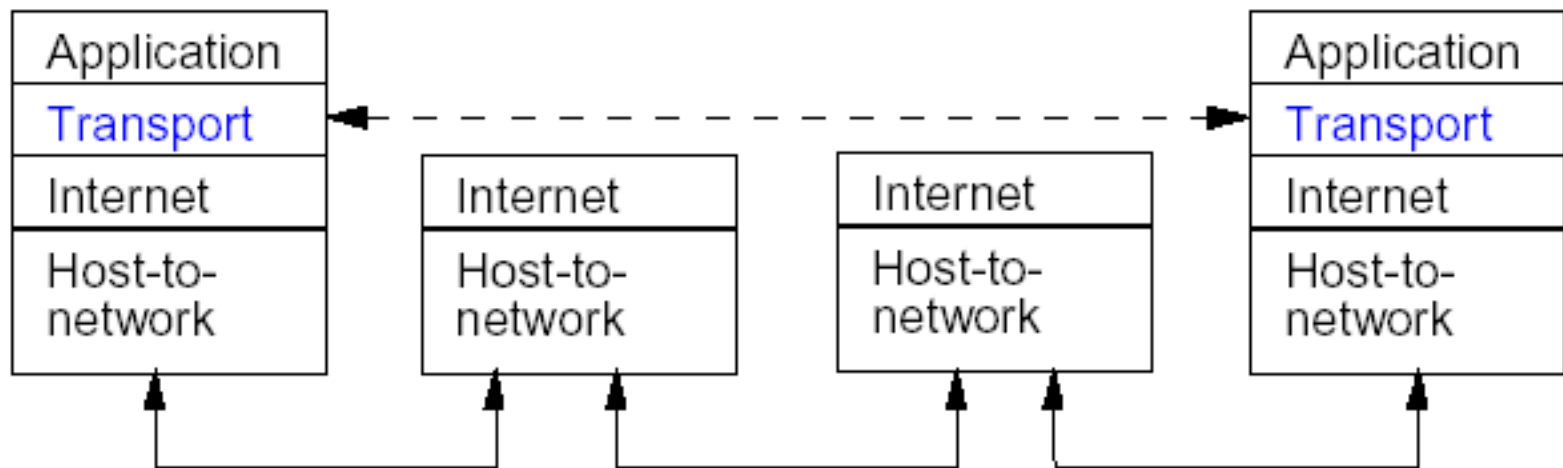 Application
Transport
Internet
Host-to-
network
Internet
Host-to-
network
Internet
Host-to-
network
Application
Transport
Internet
Host-to-
network